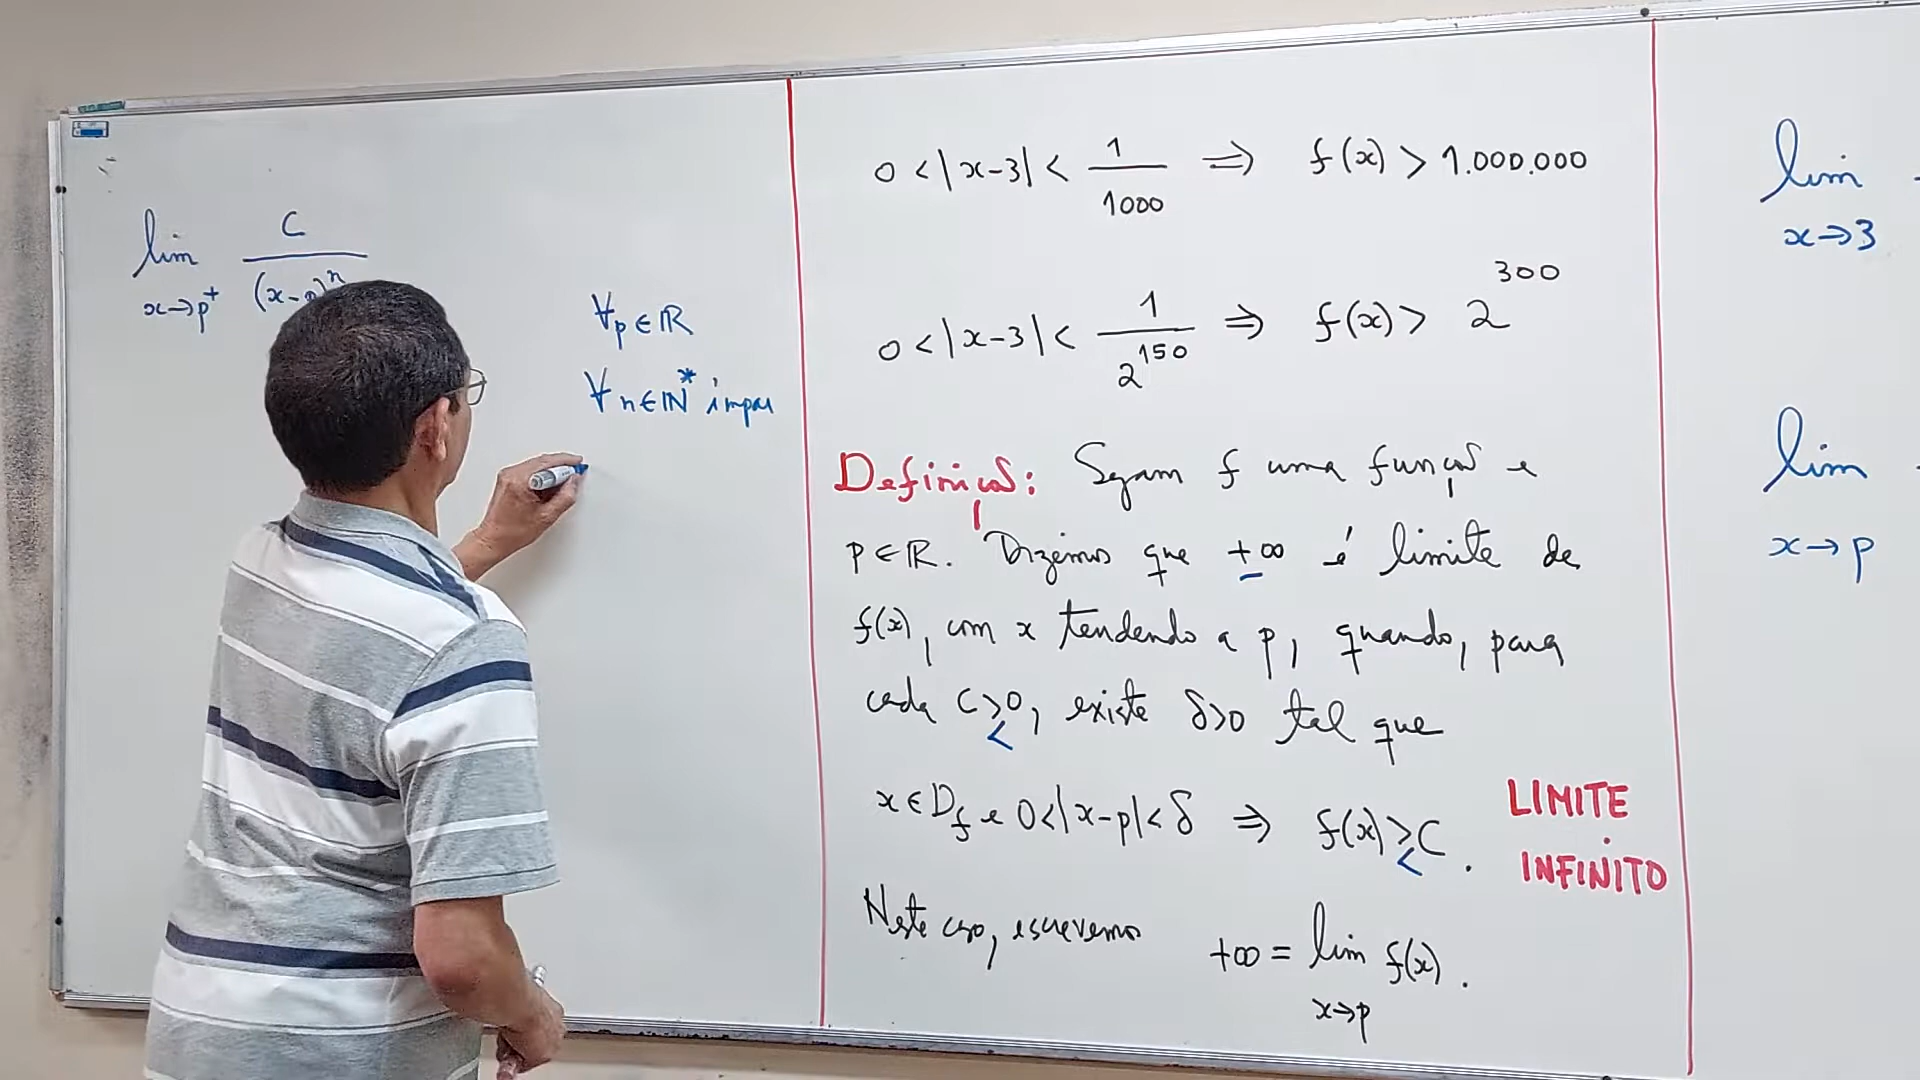 lim C
x→p⁺ (x-p)ⁿ
∀p∈ℝ
∀n∈ℕ* ímpar
0<|x-3|< 1/1000 ⇒ f(x) > 1.000.000
0<|x-3|< 1/2¹⁵⁰ ⇒ f(x) > 2³⁰⁰
Definição: Sejam f uma função e
p∈ℝ. Dizemos que +∞ é limite de
f(x), com x tendendo a p, quando, para
cada C>0, existe δ>0 tal que
<
x∈D_f e 0<|x-p|<δ ⇒ f(x)>C.
<
LIMITE
INFINITO
Neste caso, escrevemos +∞ = lim f(x).
x→p
lim
x→3
lim
x→p